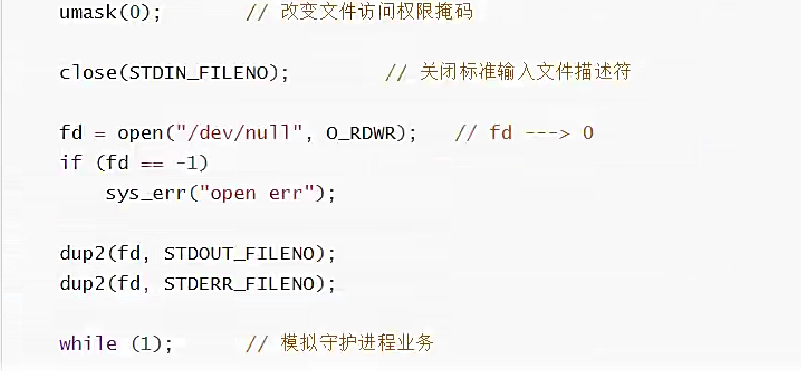 umask(0);       // 改变文件访问权限掩码
close(STDIN_FILENO);        // 关闭标准输入文件描述符
fd = open("/dev/null", O_RDWR);   // fd ---> 0
if (fd == -1)
    sys_err("open err");
dup2(fd, STDOUT_FILENO);
dup2(fd, STDERR_FILENO);
while (1);      // 模拟守护进程业务